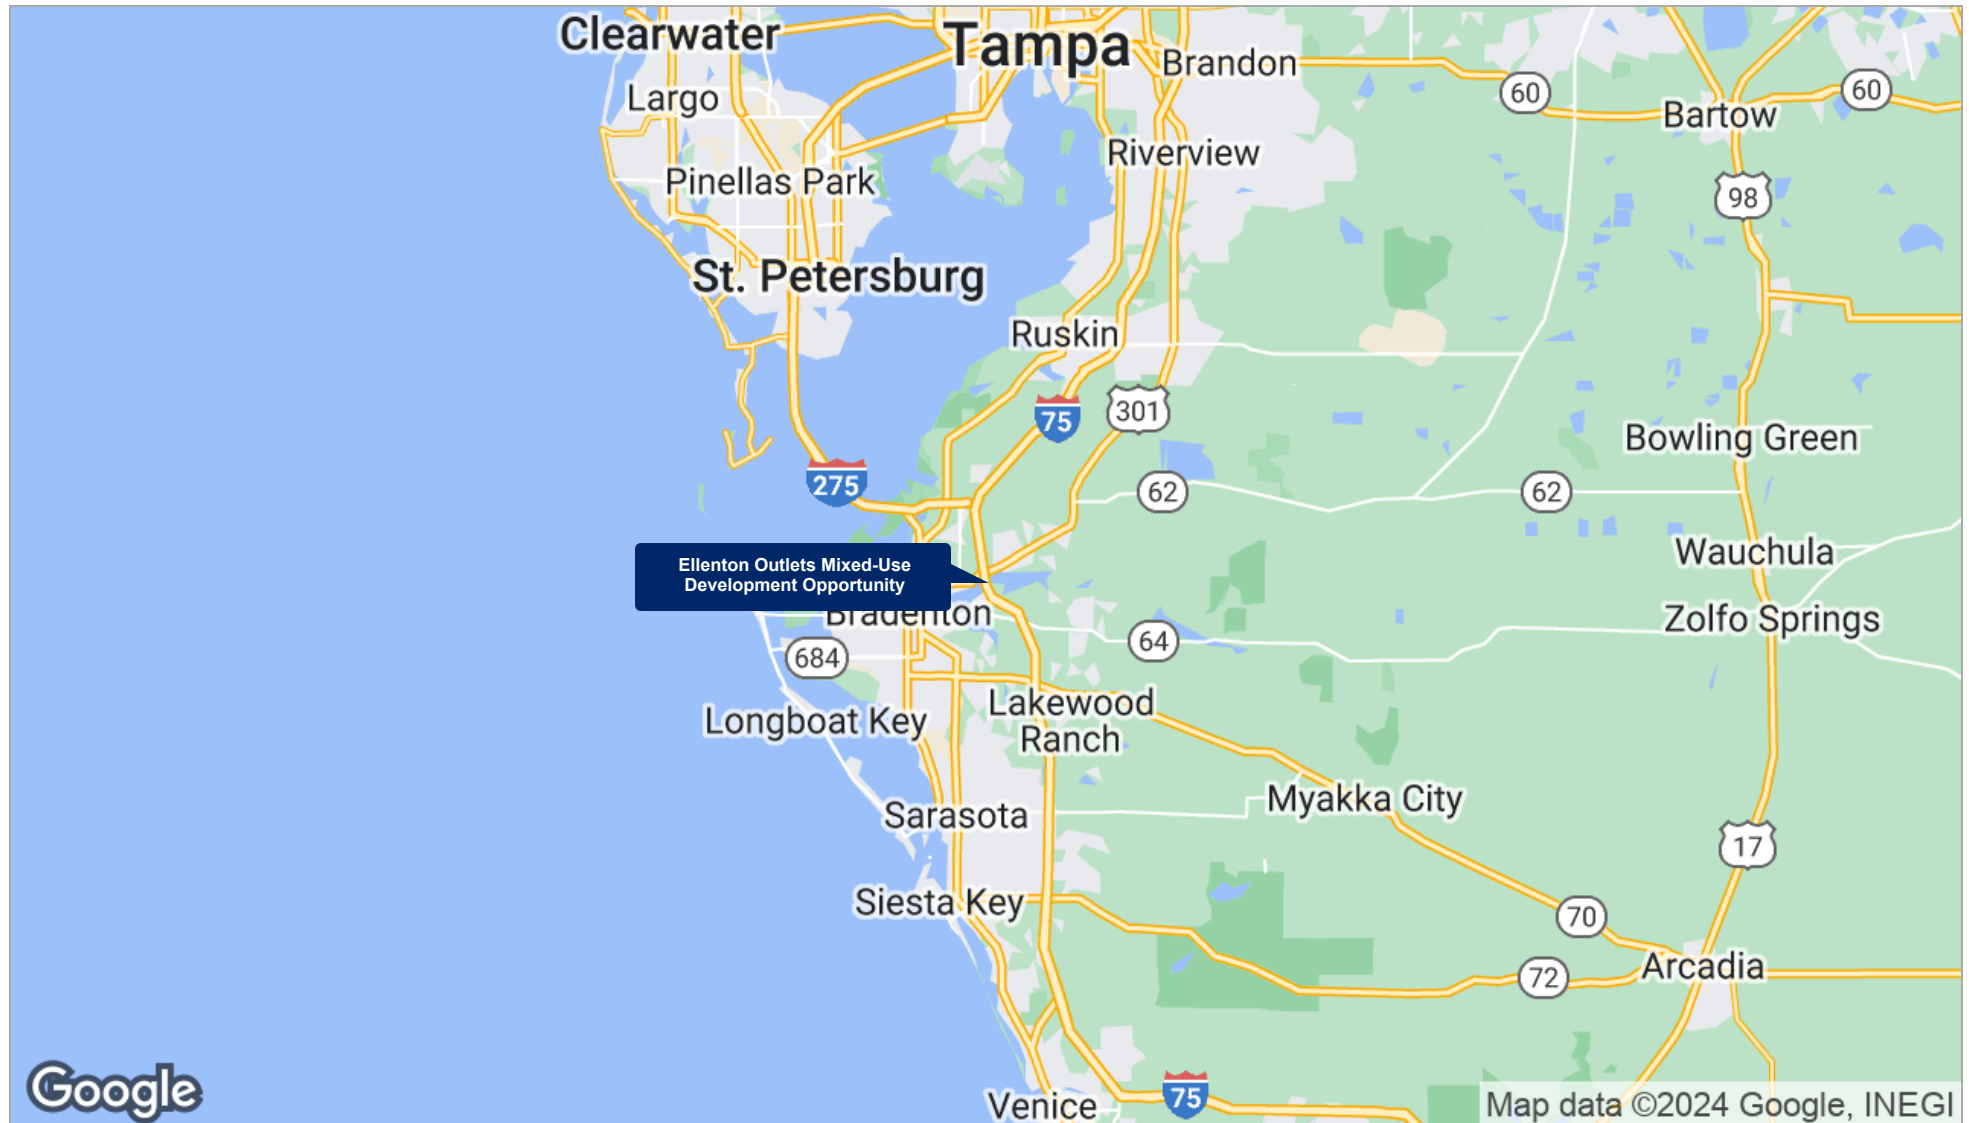 Clearwater
Tampa
Brandon
Largo
60
60
Bartow
Riverview
Pinellas Park
98
St. Petersburg
Ruskin
75
301
Bowling Green
275
62
62
Wauchula
Ellenton Outlets Mixed-Use
Development Opportunity
Bradenton
Zolfo Springs
64
684
Lakewood
Ranch
Longboat Key
Myakka City
Sarasota
17
Siesta Key
70
Arcadia
72
Google
75
Venice
Map data ©2024 Google, INEGI